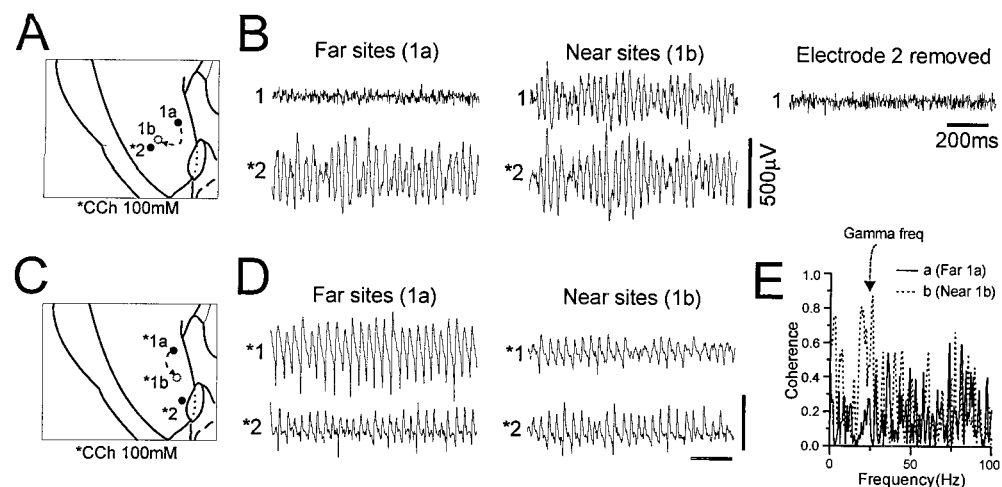 A
1a
1b
*2
*CCh 100mM
B
Far sites (1a)
Near sites (1b)
Electrode 2 removed
1
1
1
*2
*2
500µV
200ms
C
*1a
*1b
*2
*CCh 100mM
D
Far sites (1a)
Near sites (1b)
*1
*1
*2
*2
E
Gamma freq
a (Far 1a)
b (Near 1b)
Coherence
1.0
0.8
0.6
0.4
0.2
0.0
0
50
100
Frequency(Hz)